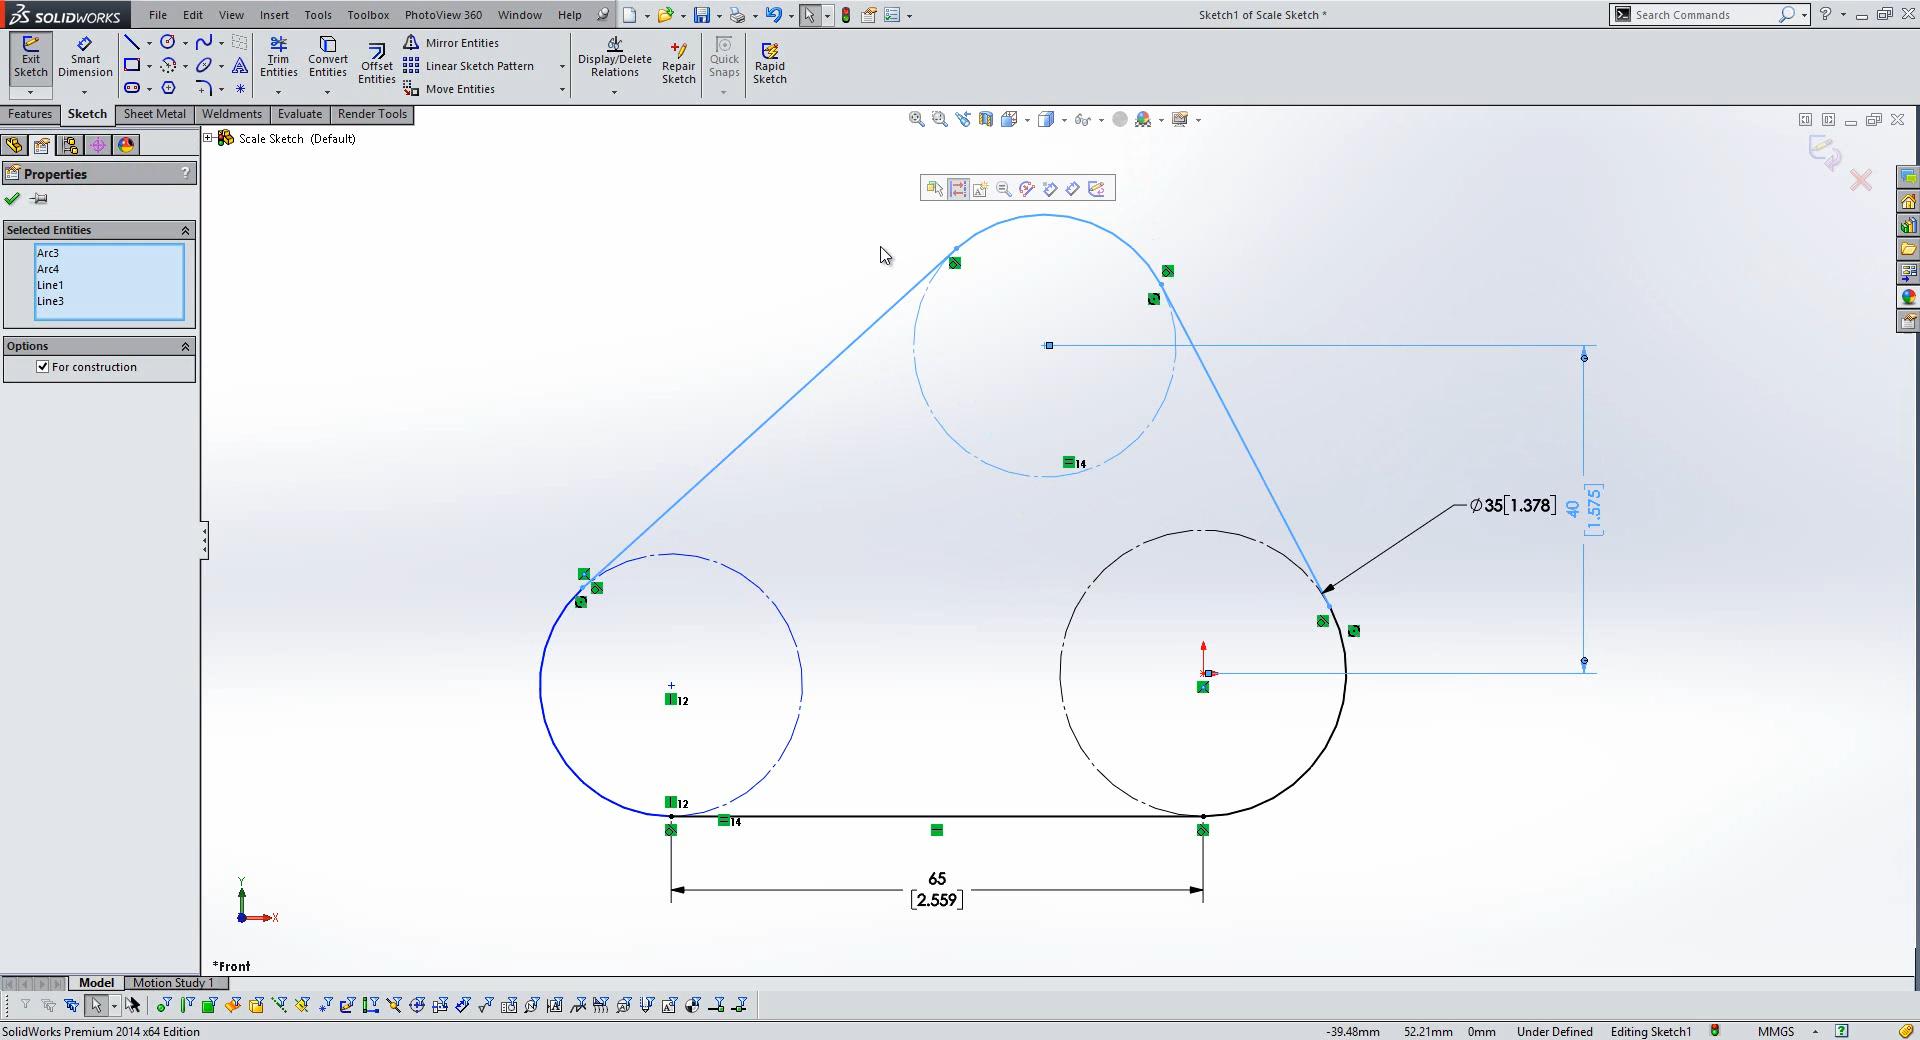 SOLIDWORKS File Edit View Insert Tools Toolbox PhotoView 360 Window Help Sketch1 of Scale Sketch * Search Commands ?
Exit Sketch
Smart Dimension
Trim Entities
Convert Entities
Offset Entities
Mirror Entities
Linear Sketch Pattern
Move Entities
Display/Delete Relations
Repair Sketch
Quick Snaps
Rapid Sketch
Features Sketch Sheet Metal Weldments Evaluate Render Tools
Scale Sketch (Default)
Properties ?
Selected Entities
Arc3
Arc4
Line1
Line3
Options
For construction
14
Ø35[1.378]
40
[1.575]
12
12
14
65
[2.559]
Y
X
*Front
Model Motion Study 1
SolidWorks Premium 2014 x64 Edition -39.48mm 52.21mm 0mm Under Defined Editing Sketch1 MMGS ?